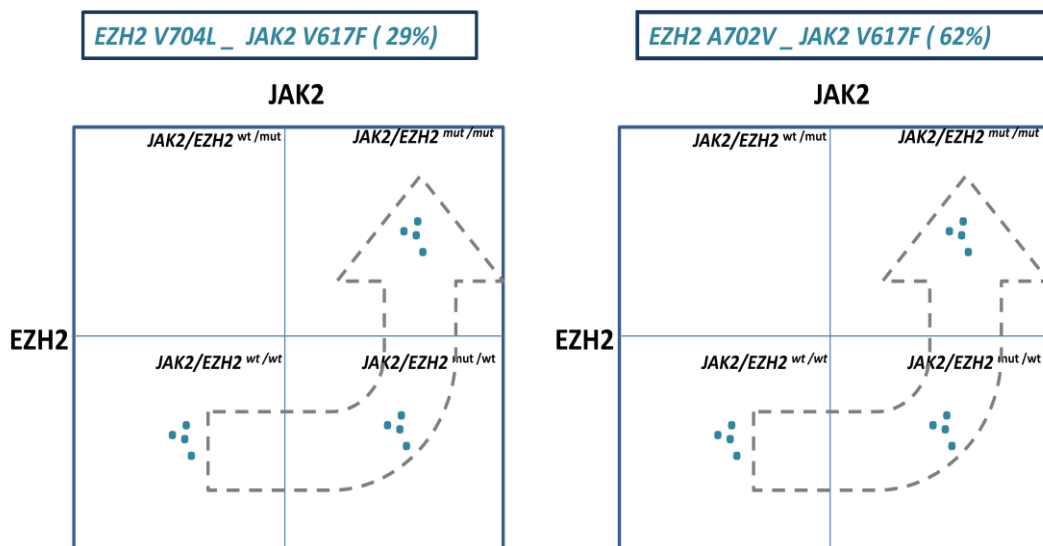 EZH2 V704L _ JAK2 V617F ( 29%)
JAK2
JAK2/EZH2 wt /mut
JAK2/EZH2 mut /mut
EZH2
JAK2/EZH2 wt /wt
JAK2/EZH2 mut /wt
EZH2 A702V _ JAK2 V617F ( 62%)
JAK2
JAK2/EZH2 wt /mut
JAK2/EZH2 mut /mut
EZH2
JAK2/EZH2 wt /wt
JAK2/EZH2 mut /wt